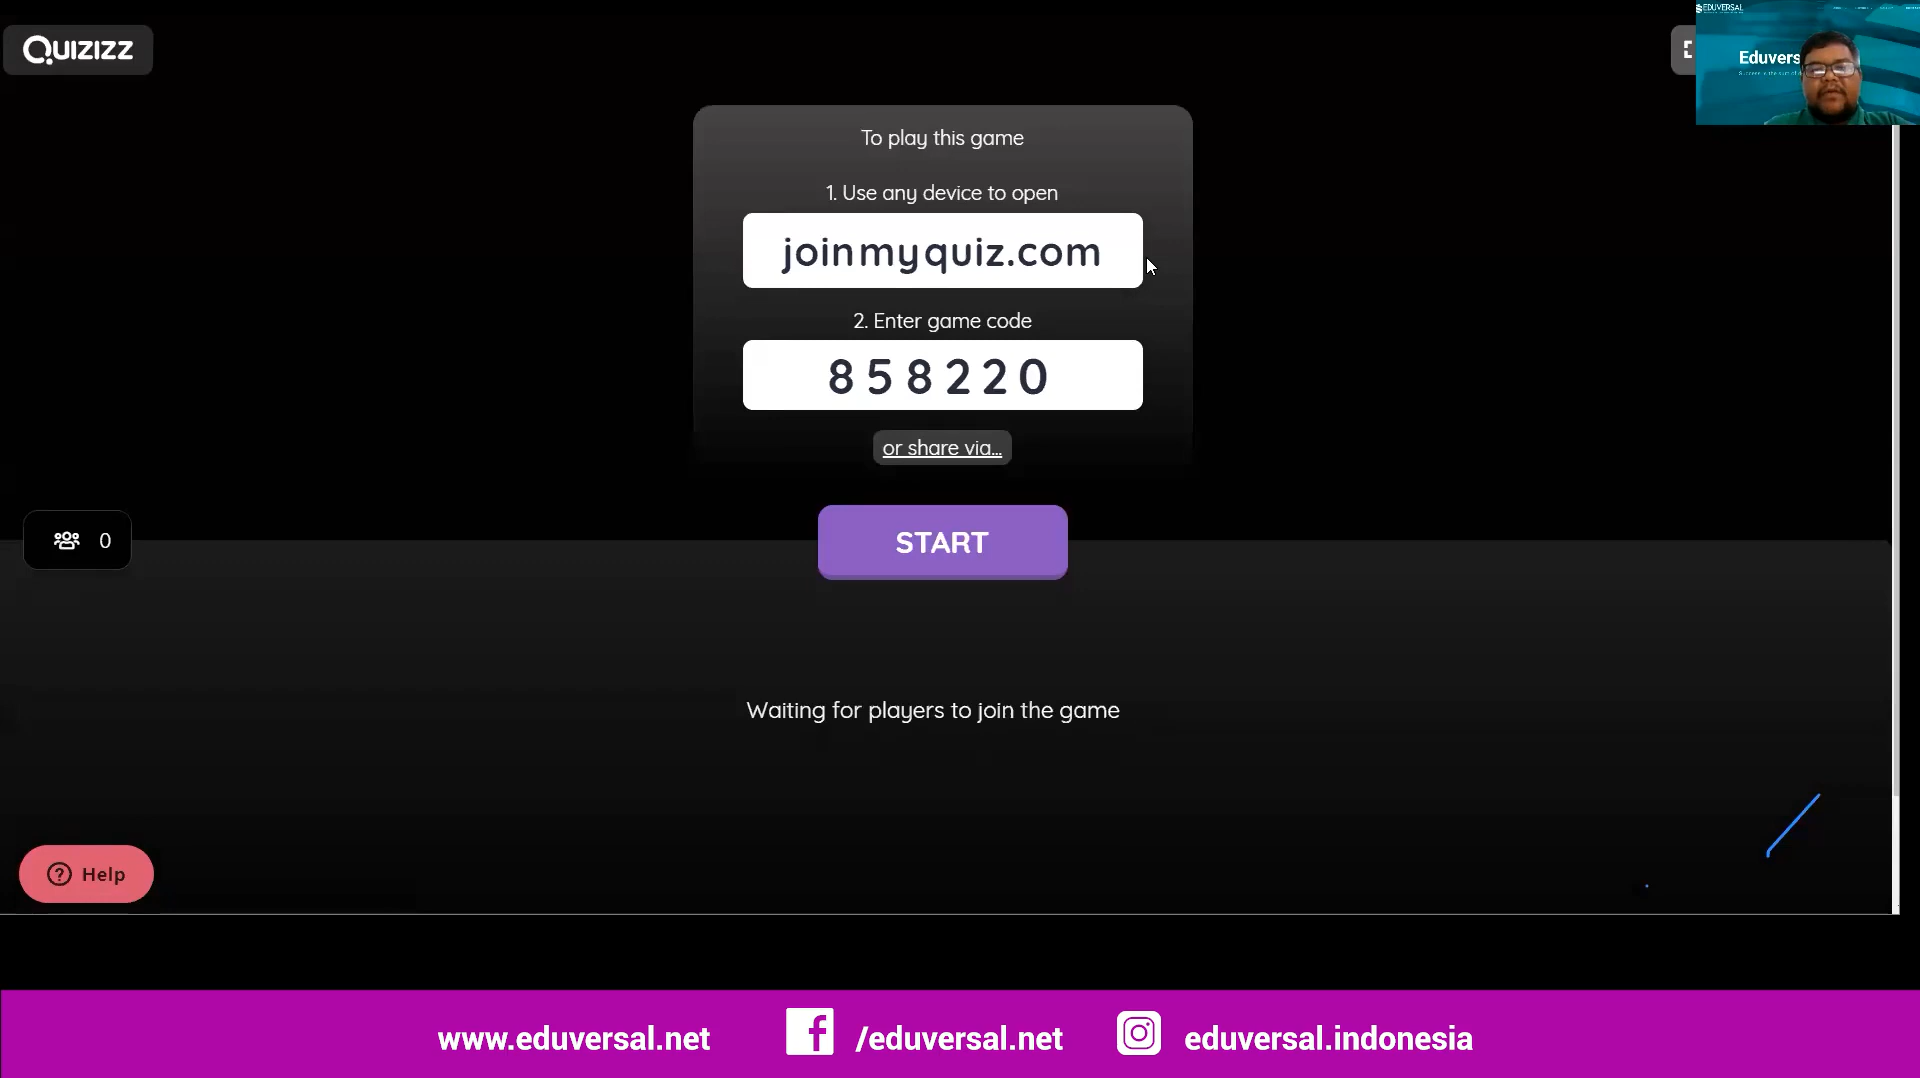 Quizizz
EDUVERSAL
Eduvers
To play this game
1. Use any device to open
joinmyquiz.com
2. Enter game code
858220
or share via...
0
START
Waiting for players to join the game
Help
www.eduversal.net
/eduversal.net
eduversal.indonesia